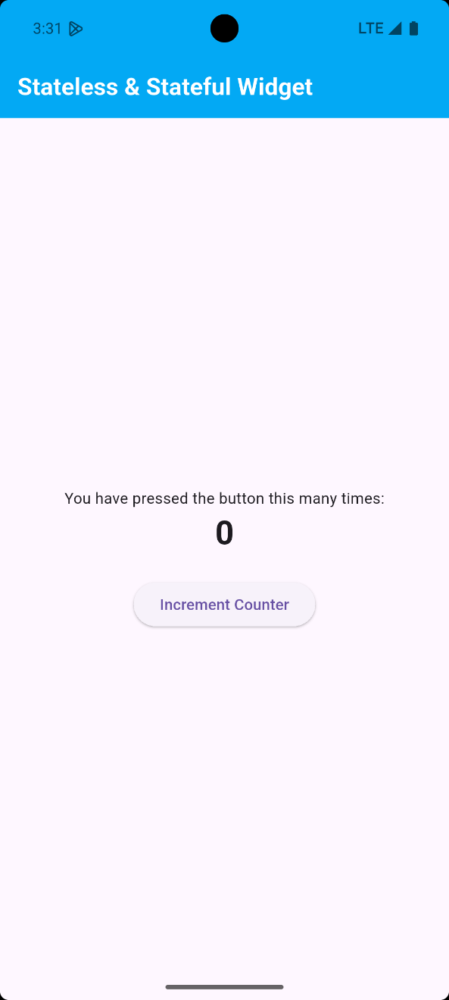 3:31 LTE
Stateless & Stateful Widget
You have pressed the button this many times:
0
Increment Counter